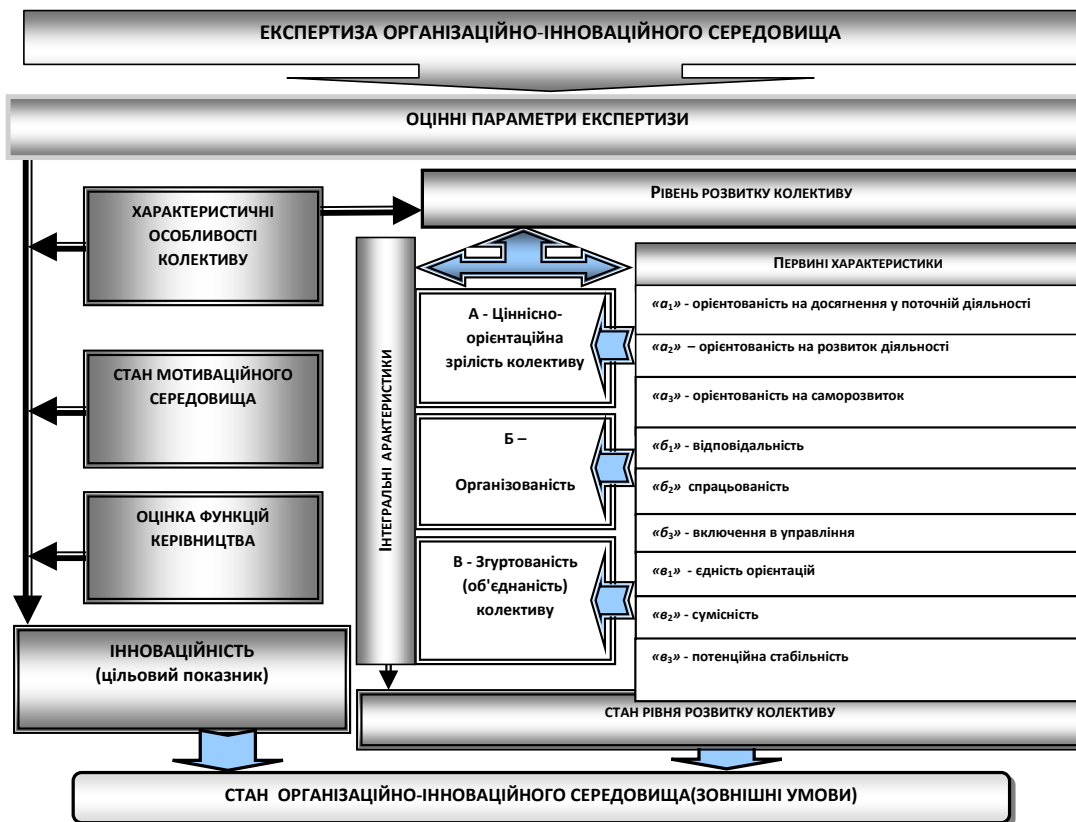 ЕКСПЕРТИЗА ОРГАНІЗАЦІЙНО-ІННОВАЦІЙНОГО СЕРЕДОВИЩА
ОЦІННІ ПАРАМЕТРИ ЕКСПЕРТИЗИ
ХАРАКТЕРИСТИЧНІ
ОСОБЛИВОСТІ
КОЛЕКТИВУ
СТАН МОТИВАЦІЙНОГО
СЕРЕДОВИЩА
ОЦІНКА ФУНКЦІЙ
КЕРІВНИЦТВА
ІННОВАЦІЙНІСТЬ
(цільовий показник)
РІВЕНЬ РОЗВИТКУ КОЛЕКТИВУ
ІНТЕГРАЛЬНІ АРАКТЕРИСТИКИ
А - Ціннісно-
орієнтаційна
зрілість колективу
Б –
Організованість
В - Згуртованість
(об'єднаність)
колективу
ПЕРВИНІ ХАРАКТЕРИСТИКИ
«а₁» - орієнтованість на досягнення у поточній діяльності
«а₂» – орієнтованість на розвиток діяльності
«а₃» - орієнтованість на саморозвиток
«б₁» - відповідальність
«б₂» спрацьованість
«б₃» - включення в управління
«в₁» - єдність орієнтацій
«в₂» - сумісність
«в₃» - потенційна стабільність
СТАН РІВНЯ РОЗВИТКУ КОЛЕКТИВУ
СТАН ОРГАНІЗАЦІЙНО-ІННОВАЦІЙНОГО СЕРЕДОВИЩА(ЗОВНІШНІ УМОВИ)